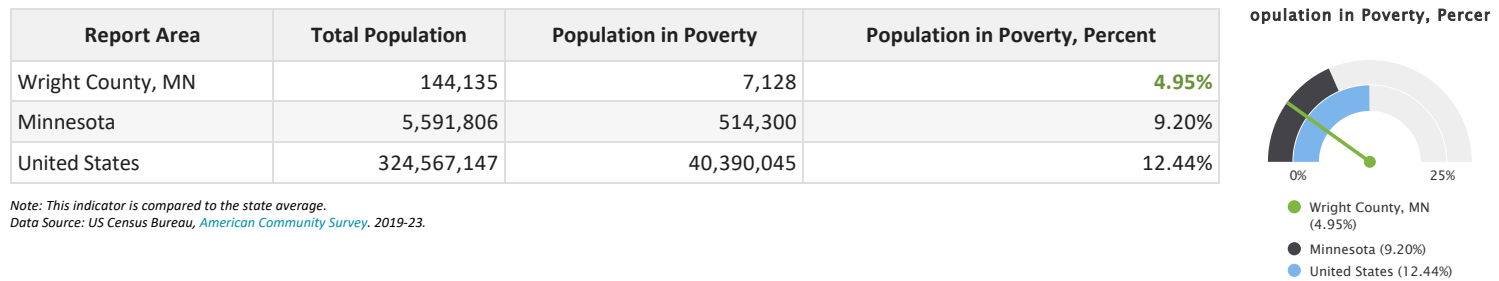 Report Area Total Population Population in Poverty Population in Poverty, Percent
Wright County, MN 144,135 7,128 4.95%
Minnesota 5,591,806 514,300 9.20%
United States 324,567,147 40,390,045 12.44%
Note: This indicator is compared to the state average.
Data Source: US Census Bureau, American Community Survey. 2019-23.
opulation in Poverty, Percer
0% 25%
Wright County, MN
(4.95%)
Minnesota (9.20%)
United States (12.44%)